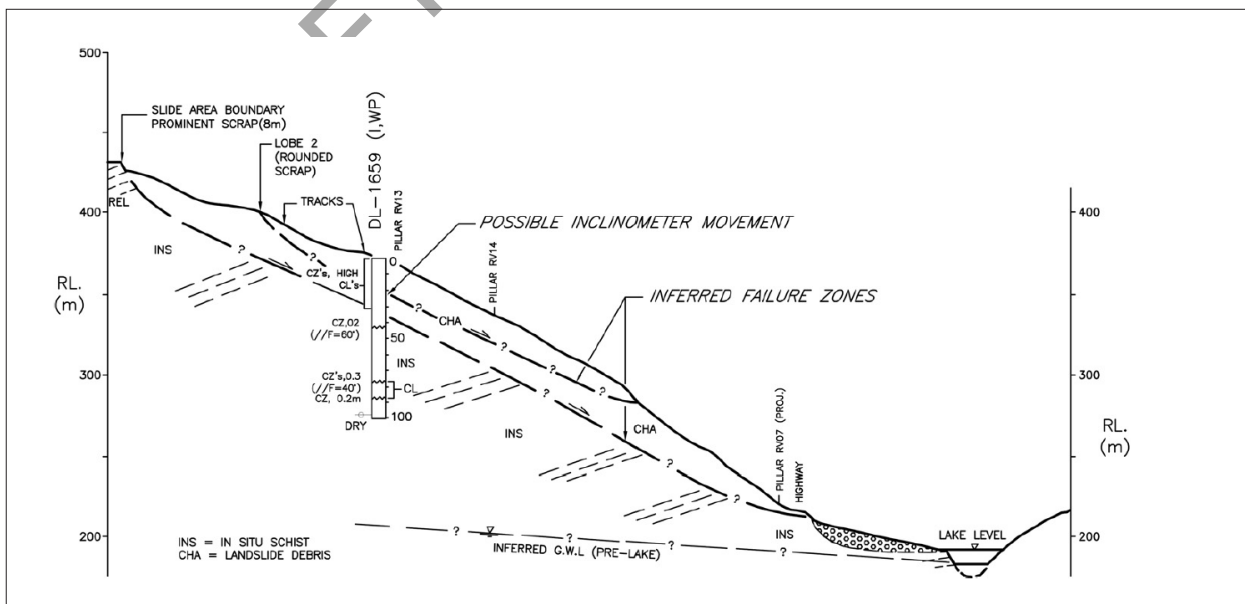 500
SLIDE AREA BOUNDARY
PROMINENT SCRAP(8m)
LOBE 2
(ROUNDED
SCRAP)
TRACKS
DL-1659 (I,WP)
PILLAR RV13
400
400
REL
INS
POSSIBLE INCLINOMETER MOVEMENT
PILLAR RV14
RL.
(m)
CZ's, HIGH
CL's
0
?
?
?
?
?
INFERRED FAILURE ZONES
CHA
CZ,02
(//F=60°)
50
?
?
?
?
?
INS
300
300
CZ's,0.3
(//F=40°)
CL
CZ, 0.2m
100
DRY
?
?
?
INS
CHA
PILLAR RV07 (PROJ.)
HIGHWAY
RL.
(m)
?
?
200
200
INS = IN SITU SCHIST
CHA = LANDSLIDE DEBRIS
?
?
?
?
INFERRED G.W.L (PRE-LAKE)
INS
LAKE LEVEL